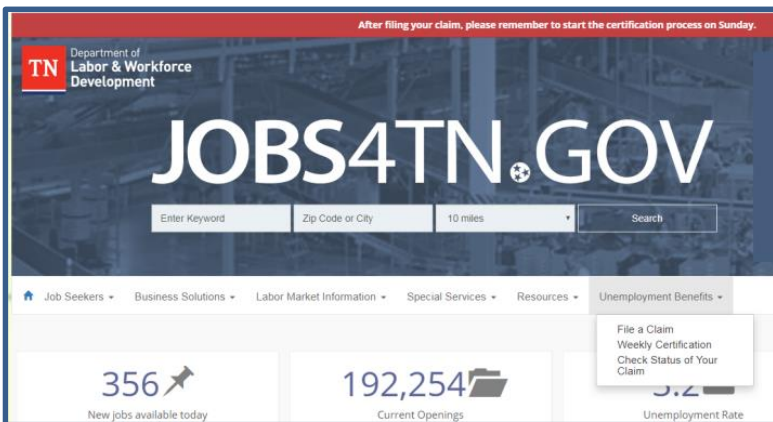 After filing your claim, please remember to start the certification process on Sunday.
TN
Department of
Labor & Workforce
Development
JOBS4TN.GOV
Enter Keyword
Zip Code or City
10 miles
Search
Job Seekers
Business Solutions
Labor Market Information
Special Services
Resources
Unemployment Benefits
File a Claim
Weekly Certification
Check Status of Your
Claim
356
New jobs available today
192,254
Current Openings
Unemployment Rate